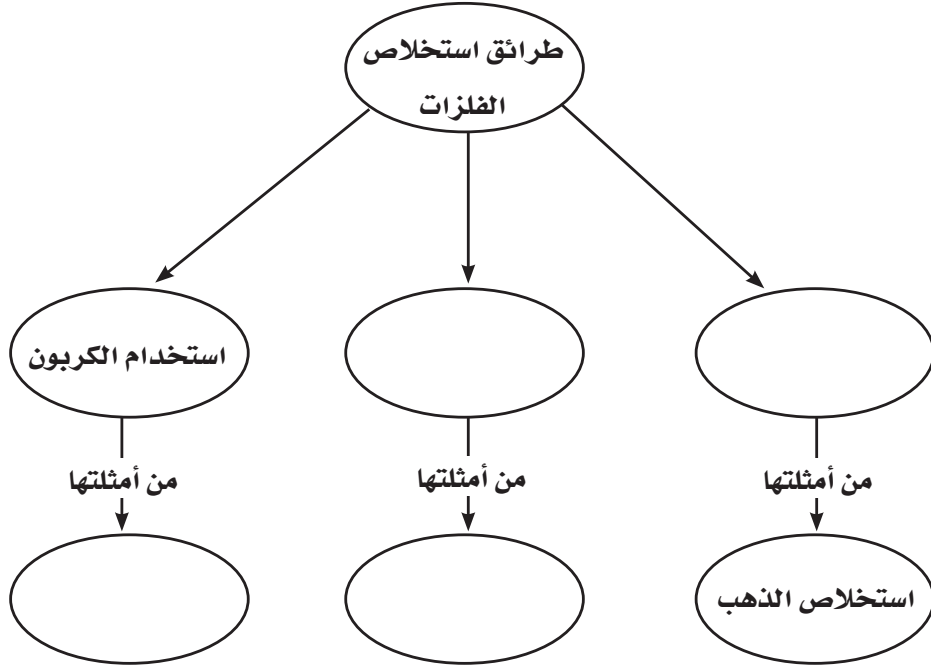 طرائق استخلاص
الفلزات
استخدام الكربون
من أمثلتها
من أمثلتها
من أمثلتها
استخلاص الذهب